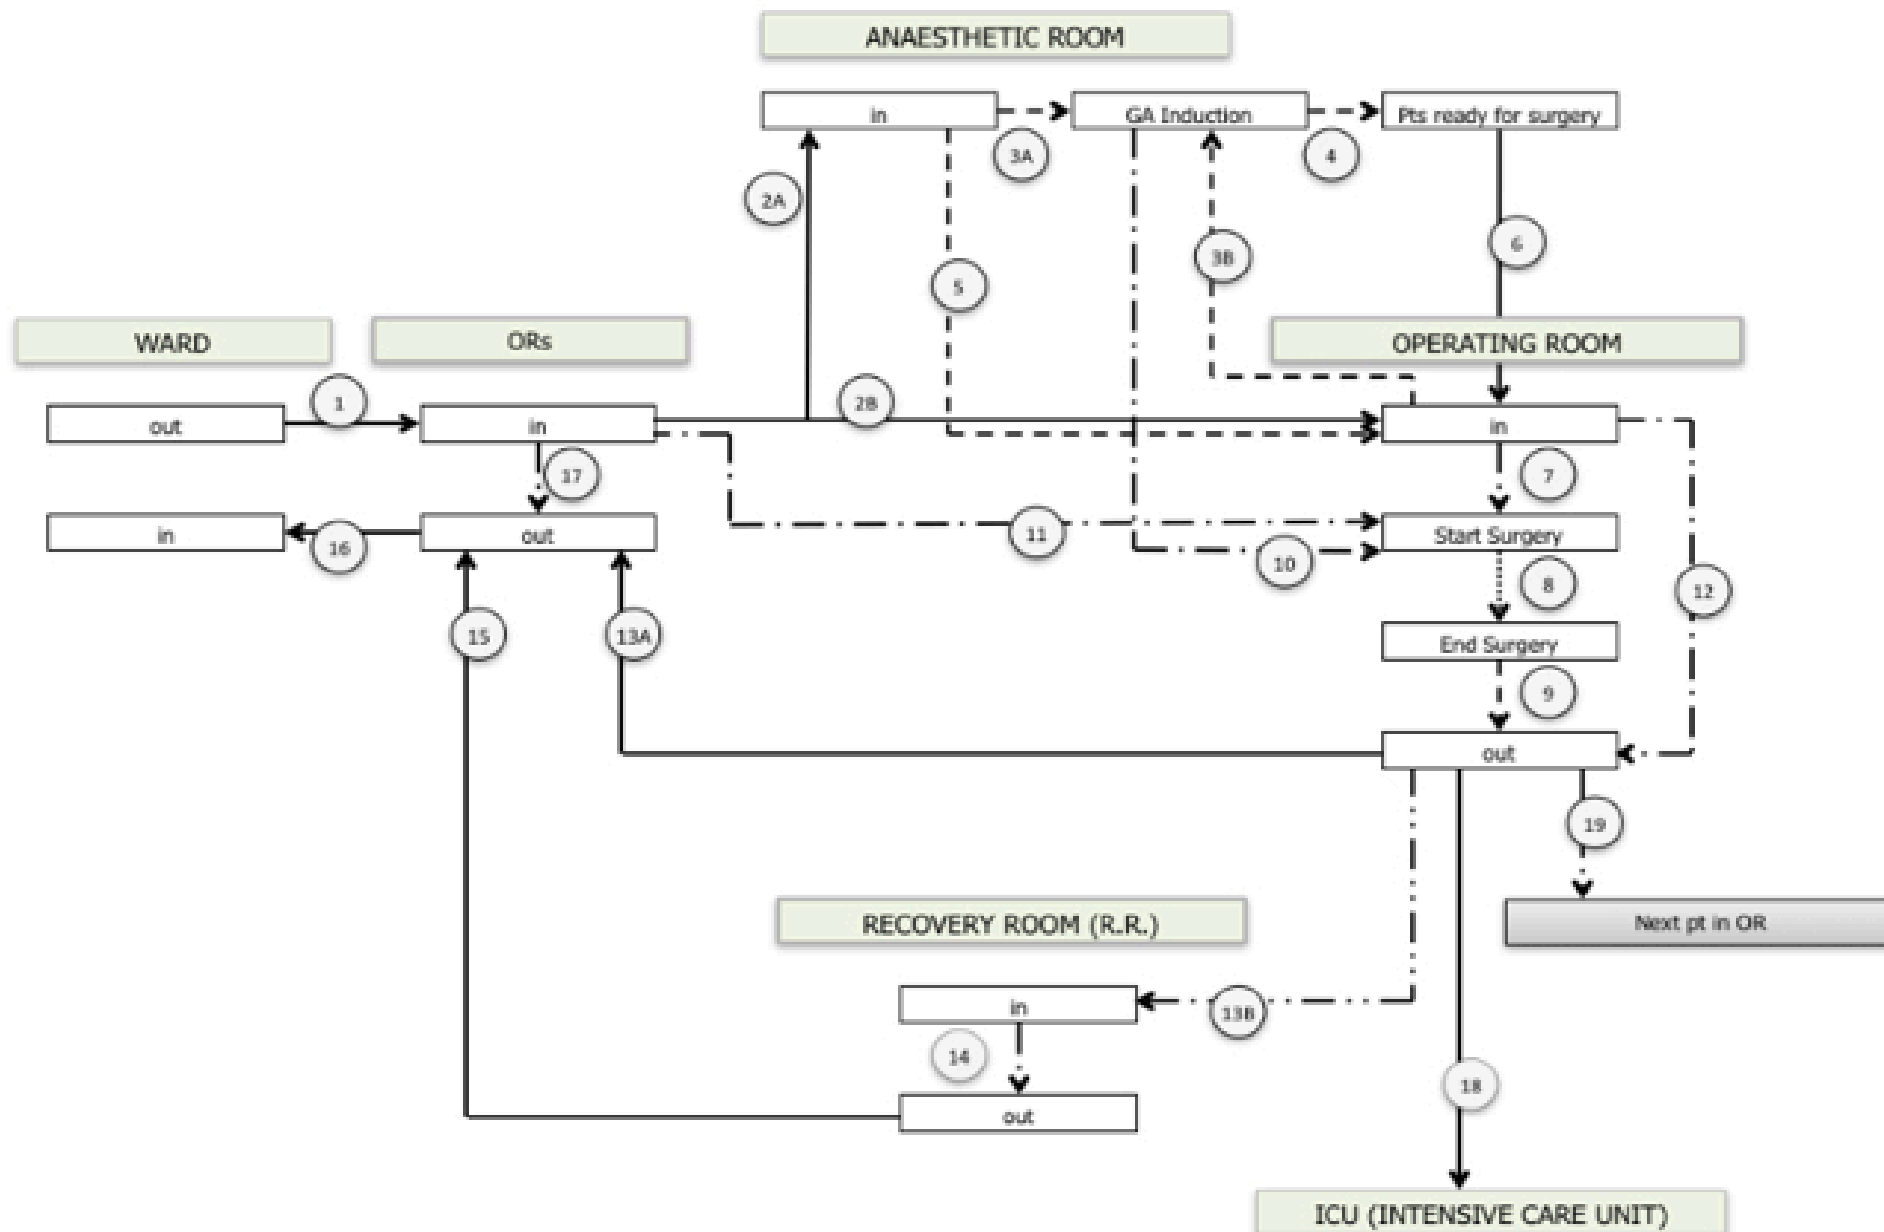 ANAESTHETIC ROOM
in
GA Induction
Pts ready for surgery
3A
4
2A
6
3B
5
WARD
ORs
OPERATING ROOM
1
2B
out
in
in
17
7
in
16
out
11
Start Surgery
10
8
12
15
13A
End Surgery
9
out
19
RECOVERY ROOM (R.R.)
Next pt in OR
in
13B
14
18
out
ICU (INTENSIVE CARE UNIT)